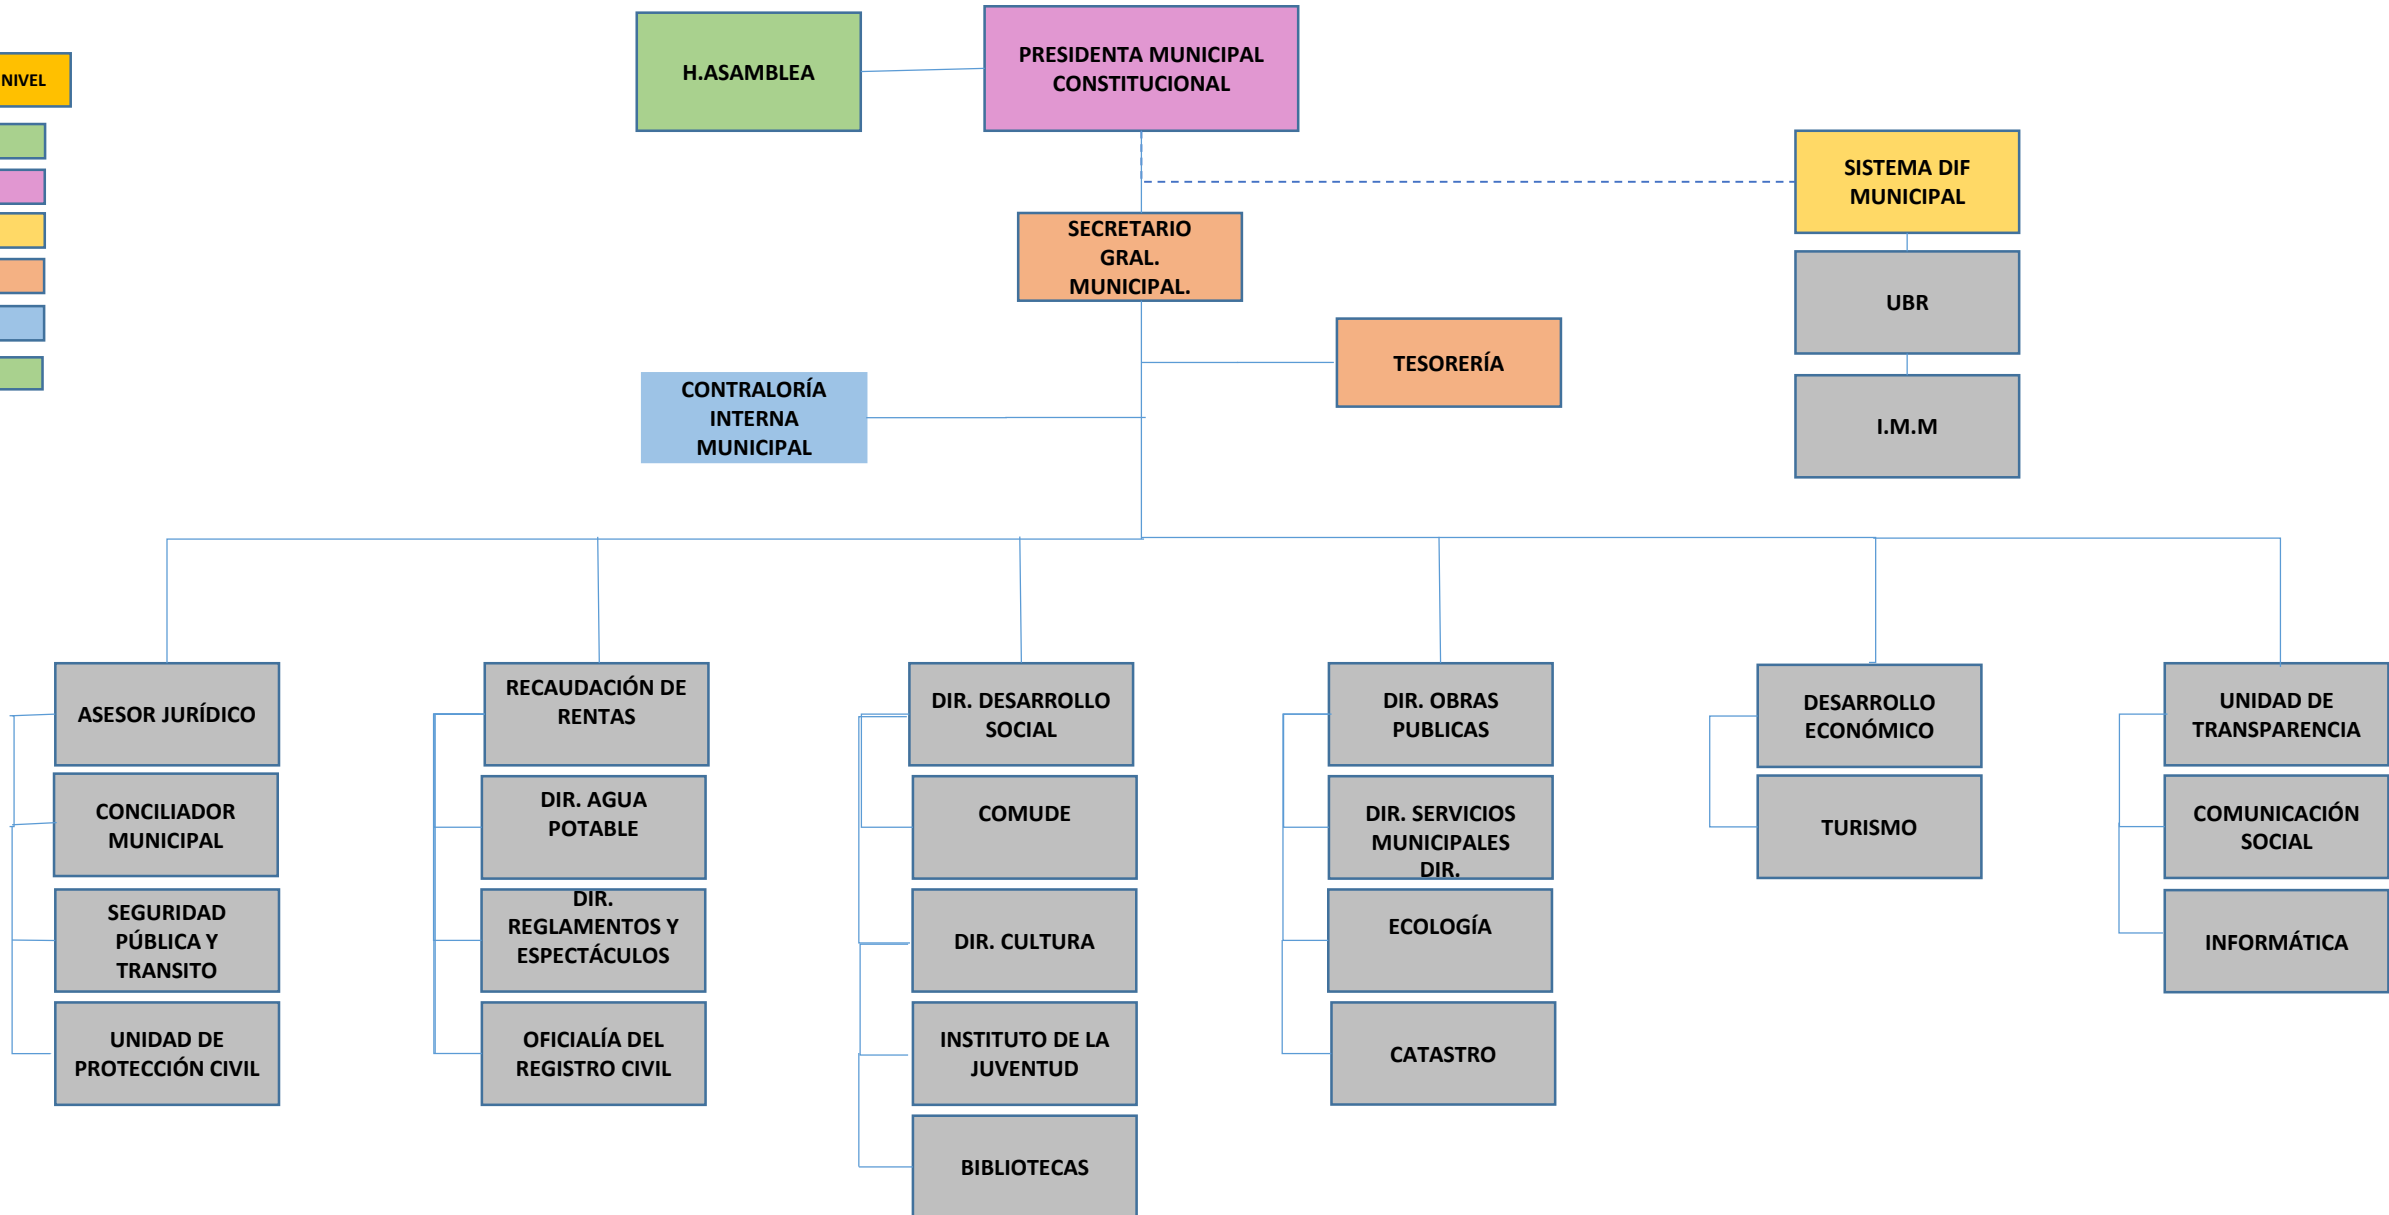 NIVEL
H.ASAMBLEA
PRESIDENTA MUNICIPAL
CONSTITUCIONAL
SISTEMA DIF
MUNICIPAL
SECRETARIO
GRAL.
MUNICIPAL.
UBR
TESORERÍA
CONTRALORÍA
INTERNA
MUNICIPAL
I.M.M
ASESOR JURÍDICO
CONCILIADOR
MUNICIPAL
SEGURIDAD
PÚBLICA Y
TRANSITO
UNIDAD DE
PROTECCIÓN CIVIL
RECAUDACIÓN DE
RENTAS
DIR. AGUA
POTABLE
DIR.
REGLAMENTOS Y
ESPECTÁCULOS
OFICIALÍA DEL
REGISTRO CIVIL
DIR. DESARROLLO
SOCIAL
COMUDE
DIR. CULTURA
INSTITUTO DE LA
JUVENTUD
BIBLIOTECAS
DIR. OBRAS
PUBLICAS
DIR. SERVICIOS
MUNICIPALES
DIR.
ECOLOGÍA
CATASTRO
DESARROLLO
ECONÓMICO
TURISMO
UNIDAD DE
TRANSPARENCIA
COMUNICACIÓN
SOCIAL
INFORMÁTICA